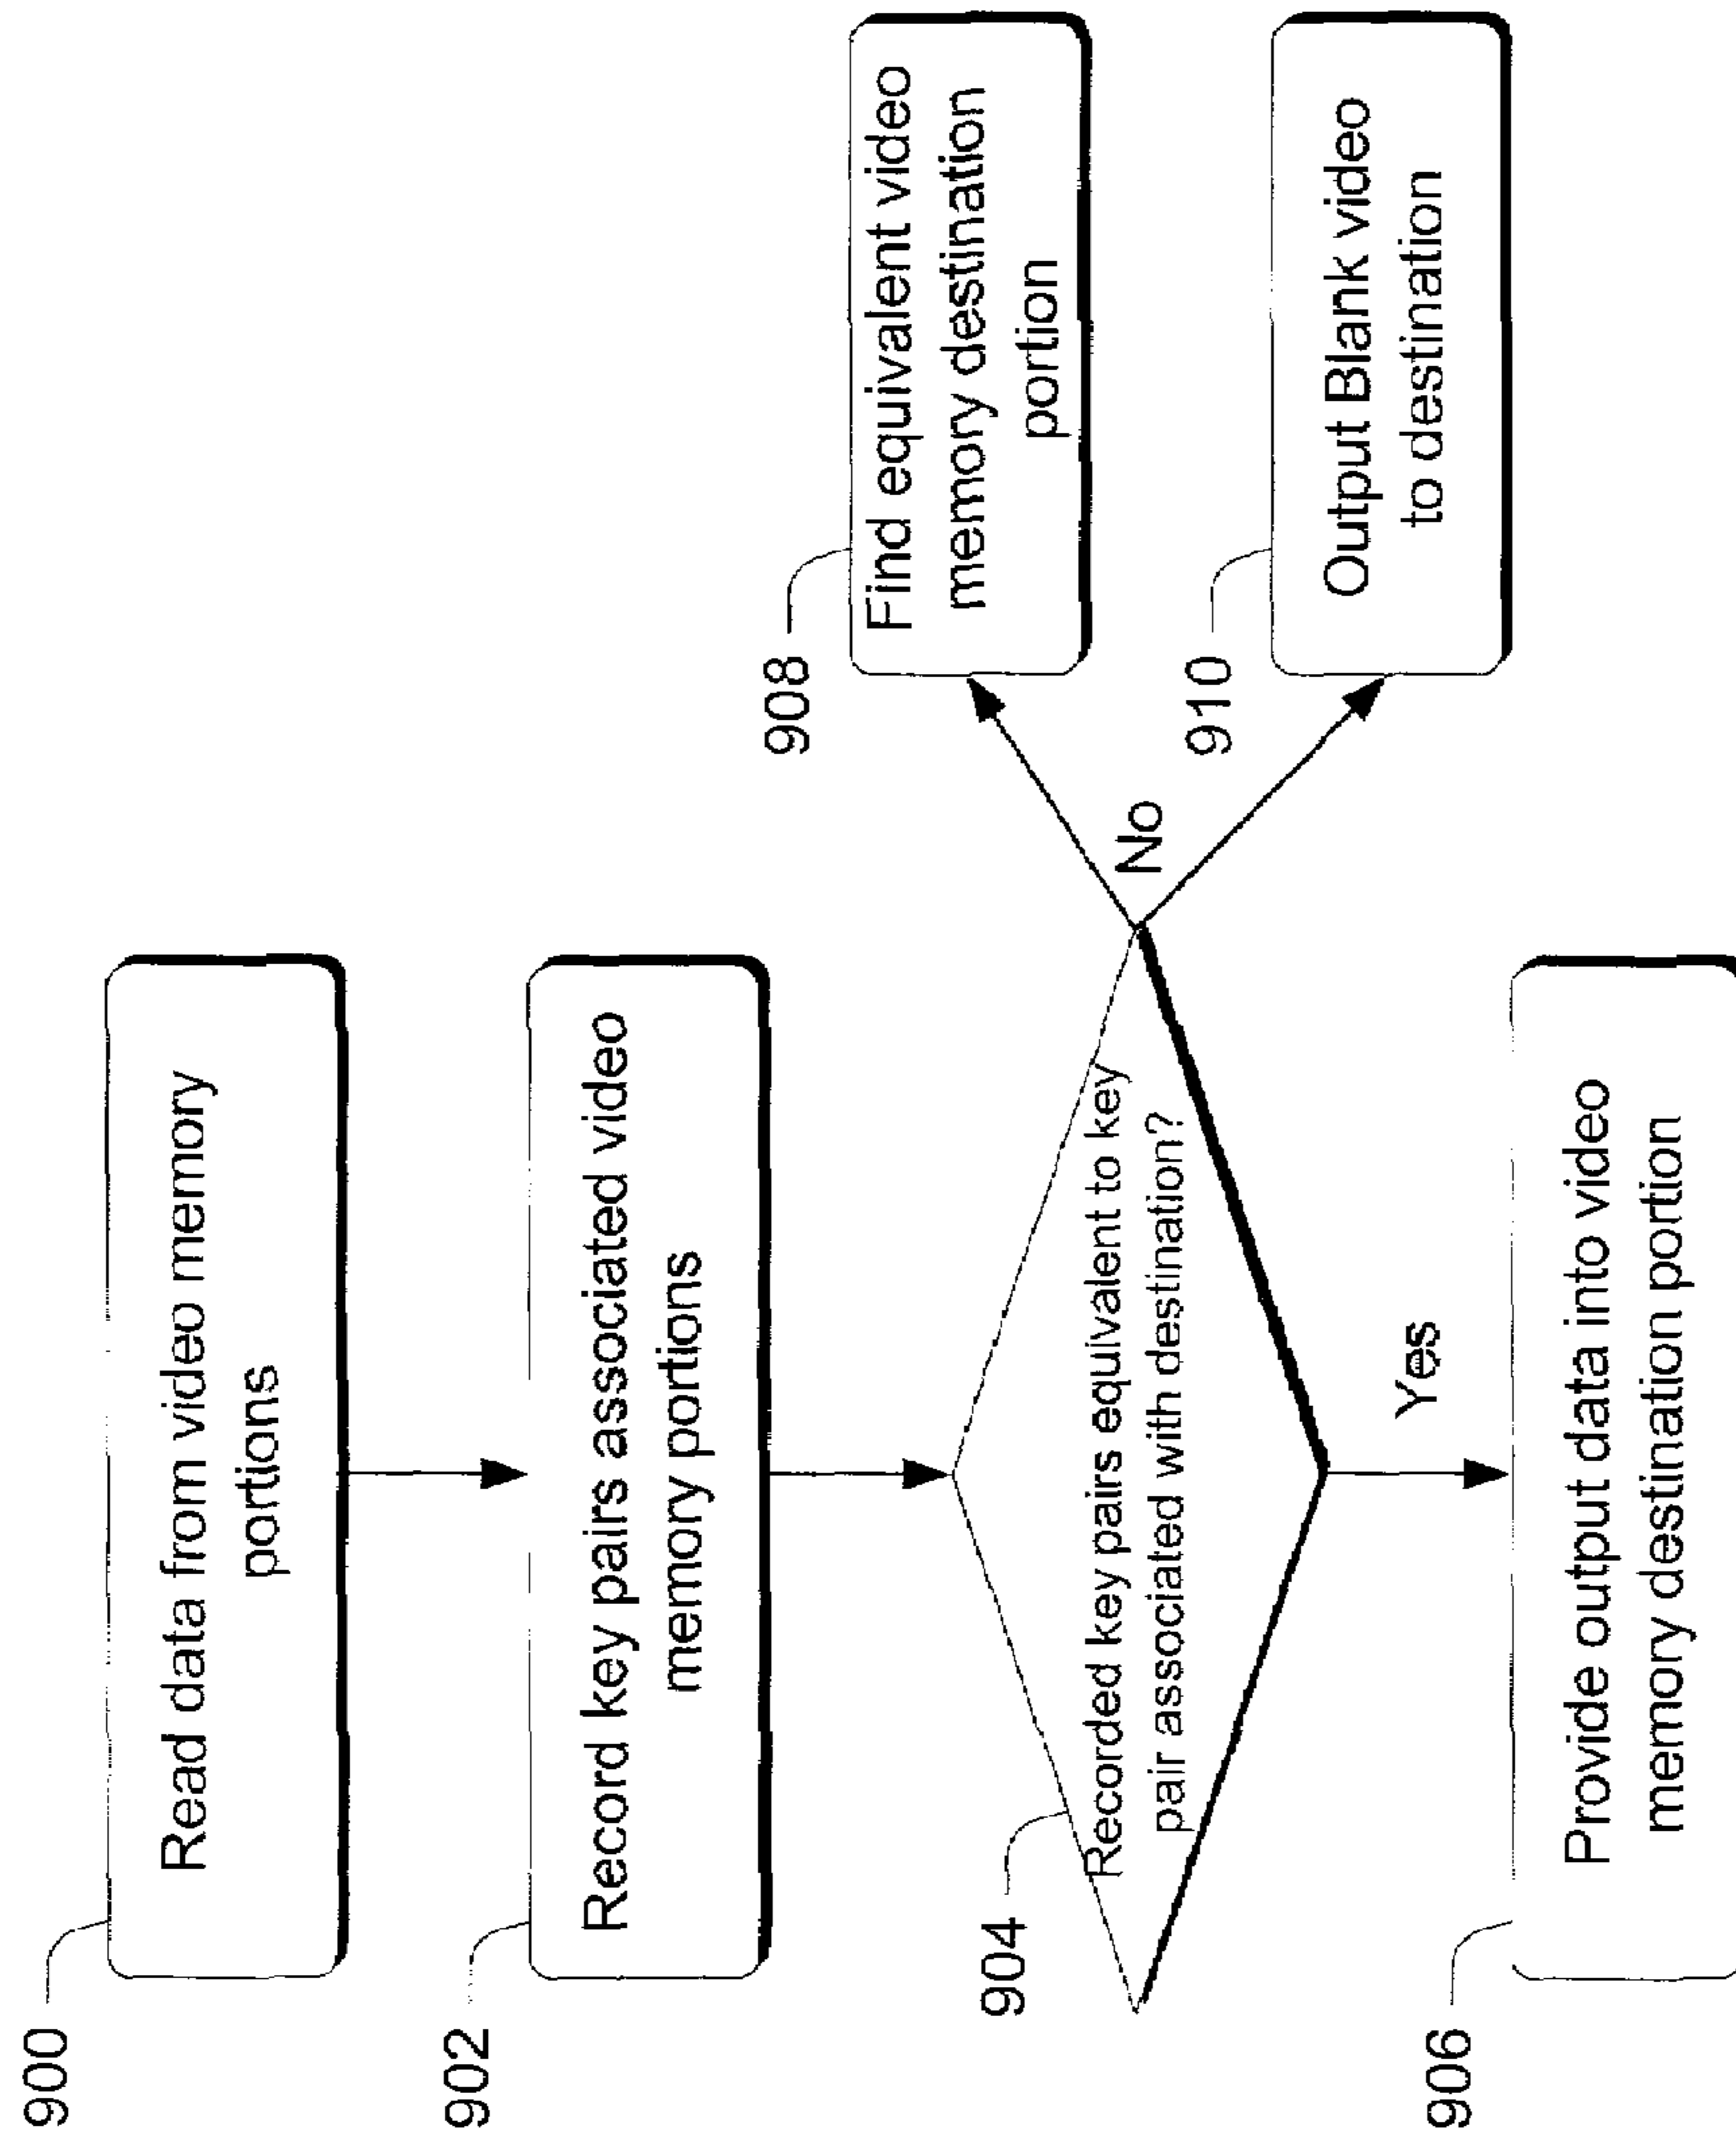 900
Read data from video memory
portions
902
Record key pairs associated video
memory portions
904
Recorded key pairs equivalent to key
pair associated with destination?
No
908
Find equivalent video
memory destination
portion
910
Output Blank video
to destination
Yes
906
Provide output data into video
memory destination portion